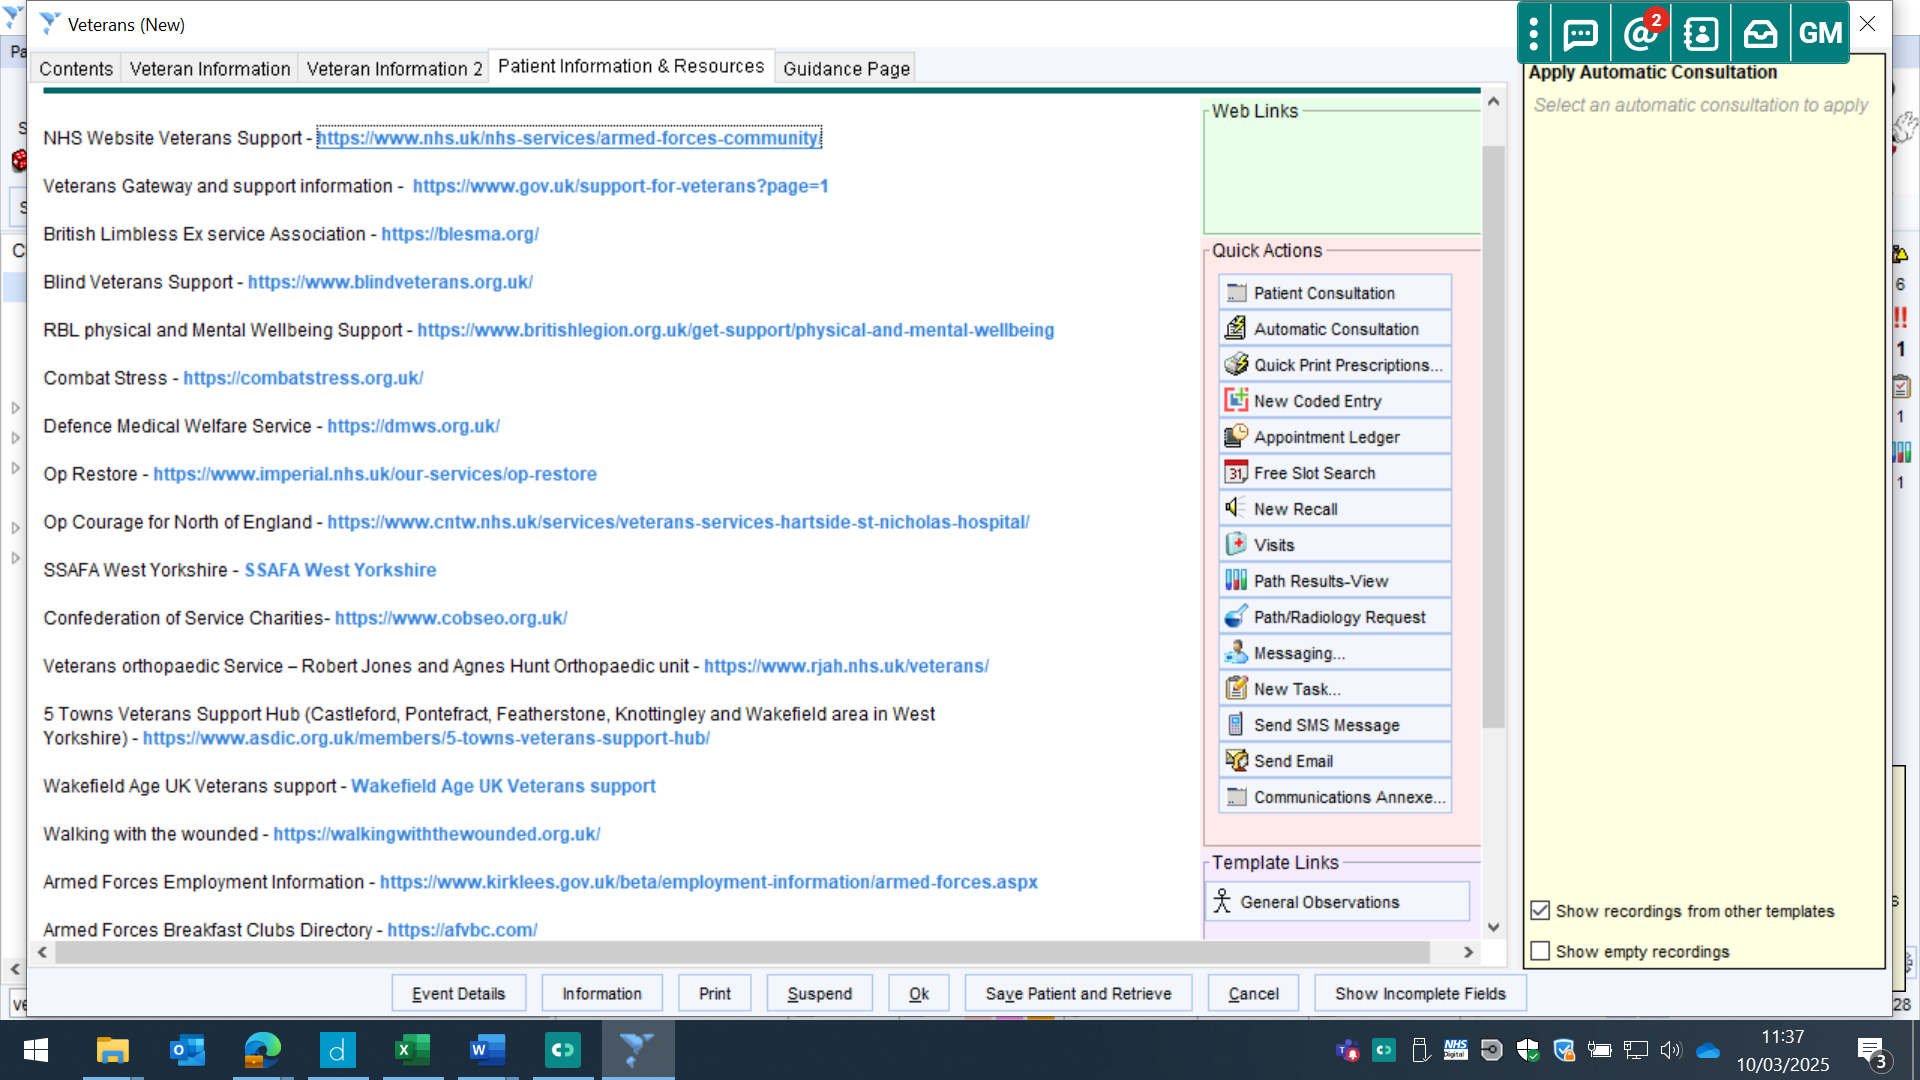 Veterans (New)
2
GM
Contents
Veteran Information
Veteran Information 2
Patient Information & Resources
Guidance Page
NHS Website Veterans Support - https://www.nhs.uk/nhs-services/armed-forces-community/
Veterans Gateway and support information - https://www.gov.uk/support-for-veterans?page=1
British Limbless Ex service Association - https://blesma.org/
Blind Veterans Support - https://www.blindveterans.org.uk/
RBL physical and Mental Wellbeing Support - https://www.britishlegion.org.uk/get-support/physical-and-mental-wellbeing
Combat Stress - https://combatstress.org.uk/
Defence Medical Welfare Service - https://dmws.org.uk/
Op Restore - https://www.imperial.nhs.uk/our-services/op-restore
Op Courage for North of England - https://www.cntw.nhs.uk/services/veterans-services-hartside-st-nicholas-hospital/
SSAFA West Yorkshire - SSAFA West Yorkshire
Confederation of Service Charities- https://www.cobseo.org.uk/
Veterans orthopaedic Service – Robert Jones and Agnes Hunt Orthopaedic unit - https://www.rjah.nhs.uk/veterans/
5 Towns Veterans Support Hub (Castleford, Pontefract, Featherstone, Knottingley and Wakefield area in West
Yorkshire) - https://www.asdic.org.uk/members/5-towns-veterans-support-hub/
Wakefield Age UK Veterans support - Wakefield Age UK Veterans support
Walking with the wounded - https://walkingwiththewounded.org.uk/
Armed Forces Employment Information - https://www.kirklees.gov.uk/beta/employment-information/armed-forces.aspx
Armed Forces Breakfast Clubs Directory - https://afvbc.com/
Web Links
Quick Actions
Patient Consultation
Automatic Consultation
Quick Print Prescriptions...
New Coded Entry
Appointment Ledger
31 Free Slot Search
New Recall
Visits
Path Results-View
Path/Radiology Request
Messaging...
New Task...
Send SMS Message
Send Email
Communications Annexe...
Template Links
General Observations
Apply Automatic Consultation
Select an automatic consultation to apply
Show recordings from other templates
Show empty recordings
6
1
1
1
28
Event Details
Information
Print
Suspend
Ok
Save Patient and Retrieve
Cancel
Show Incomplete Fields
NHS
Digital
11:37
10/03/2025
3